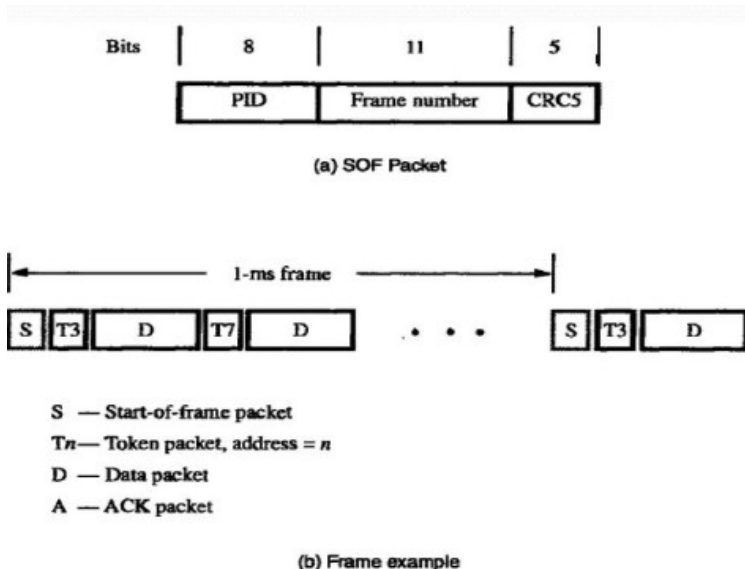 Bits 8 11 5
PID Frame number CRC5
(a) SOF Packet
1-ms frame
S T3 D T7 D . . . S T3 D
S — Start-of-frame packet
Tn— Token packet, address = n
D — Data packet
A — ACK packet
(b) Frame example